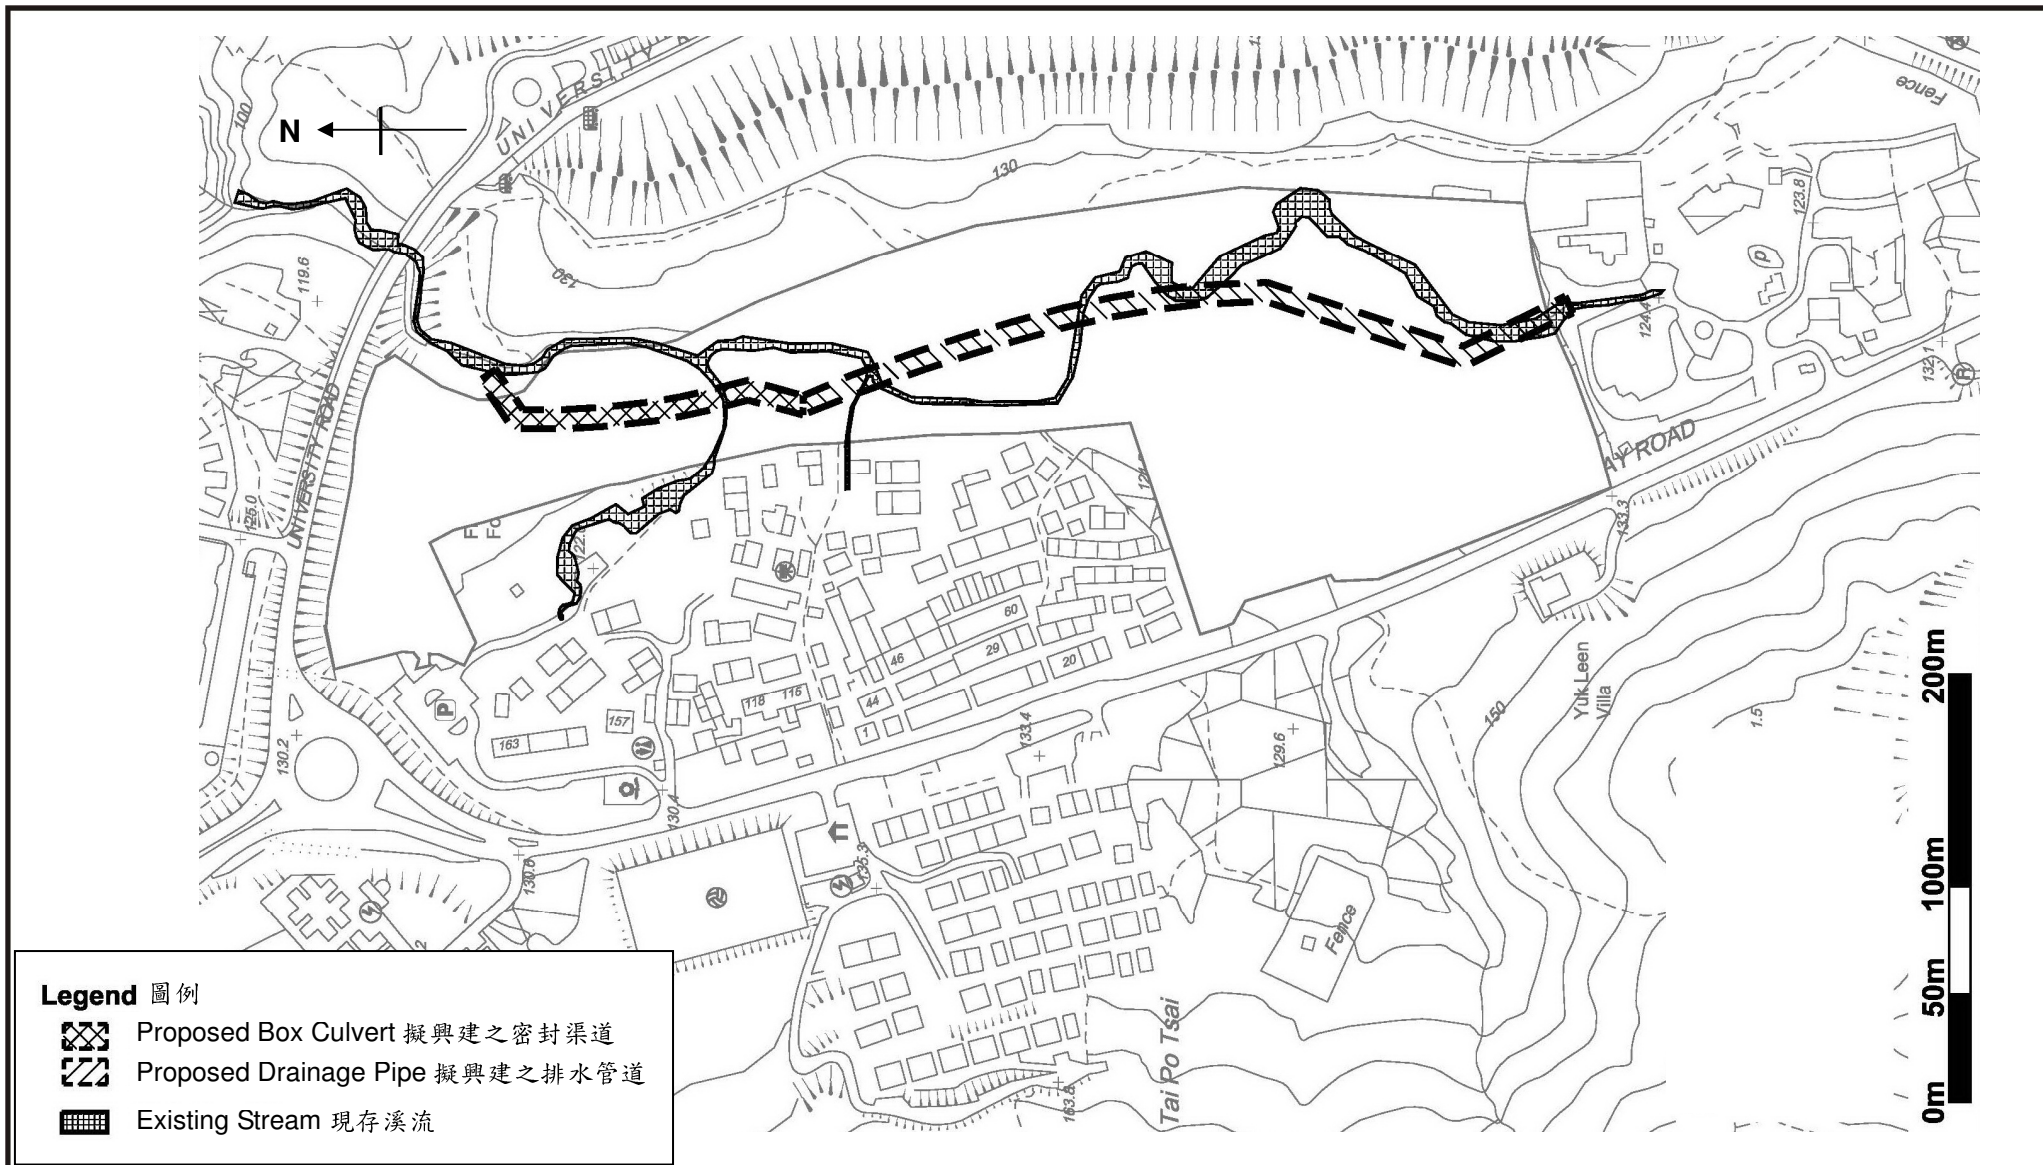 N
100
UNIVERSITY R
UNIVERSITY ROAD
Fence
130
130
119.6
123.8
P
124.4
132.1
R
AY ROAD
125.0
133.3
60
46
29
20
44
1
118
116
157
163
P
130.2
130.4
133.4
129.6
150
Yuk Leen
Villa
1.5
135.3
Fence
Tai Po Tsai
163.8
200m
100m
50m
0m
Legend 圖例
Proposed Box Culvert 擬興建之密封渠道
Proposed Drainage Pipe 擬興建之排水管道
Existing Stream 現存溪流